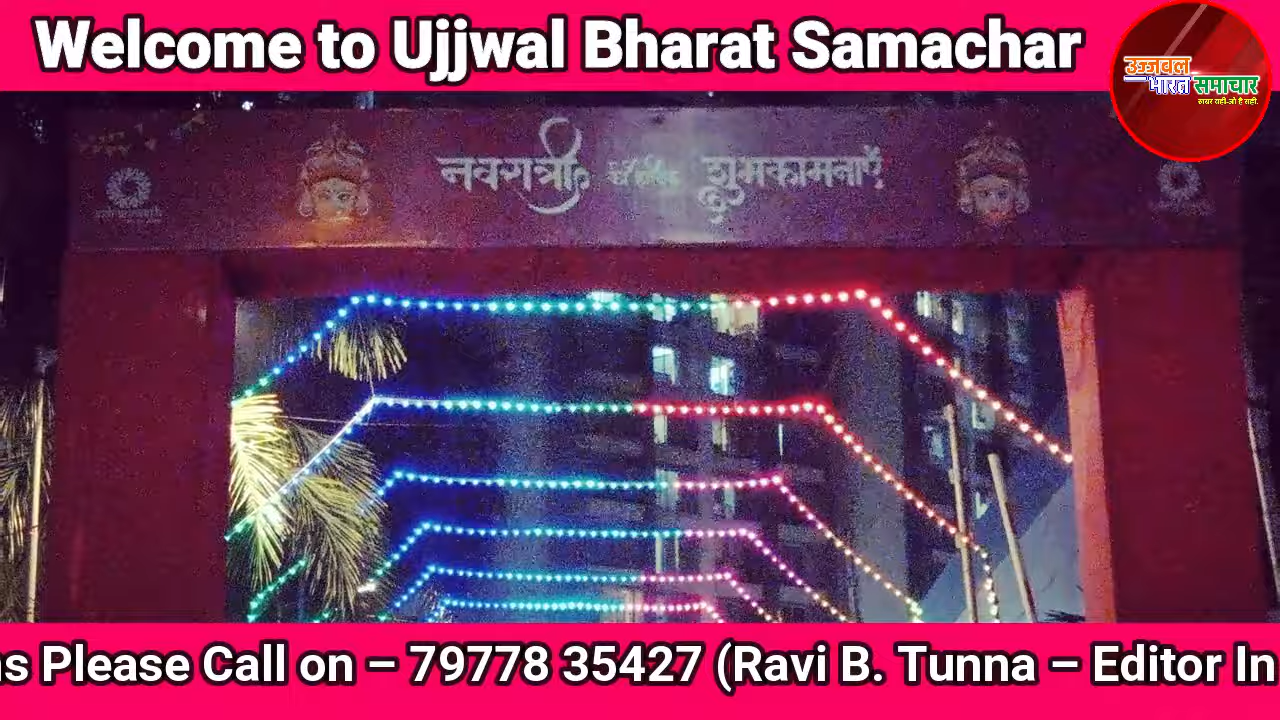 Welcome to Ujjwal Bharat Samachar
उज्जवल
भारत समाचार
नवरात्री की हार्दिक शुभकामनाएँ
ns Please Call on – 79778 35427 (Ravi B. Tunna – Editor In